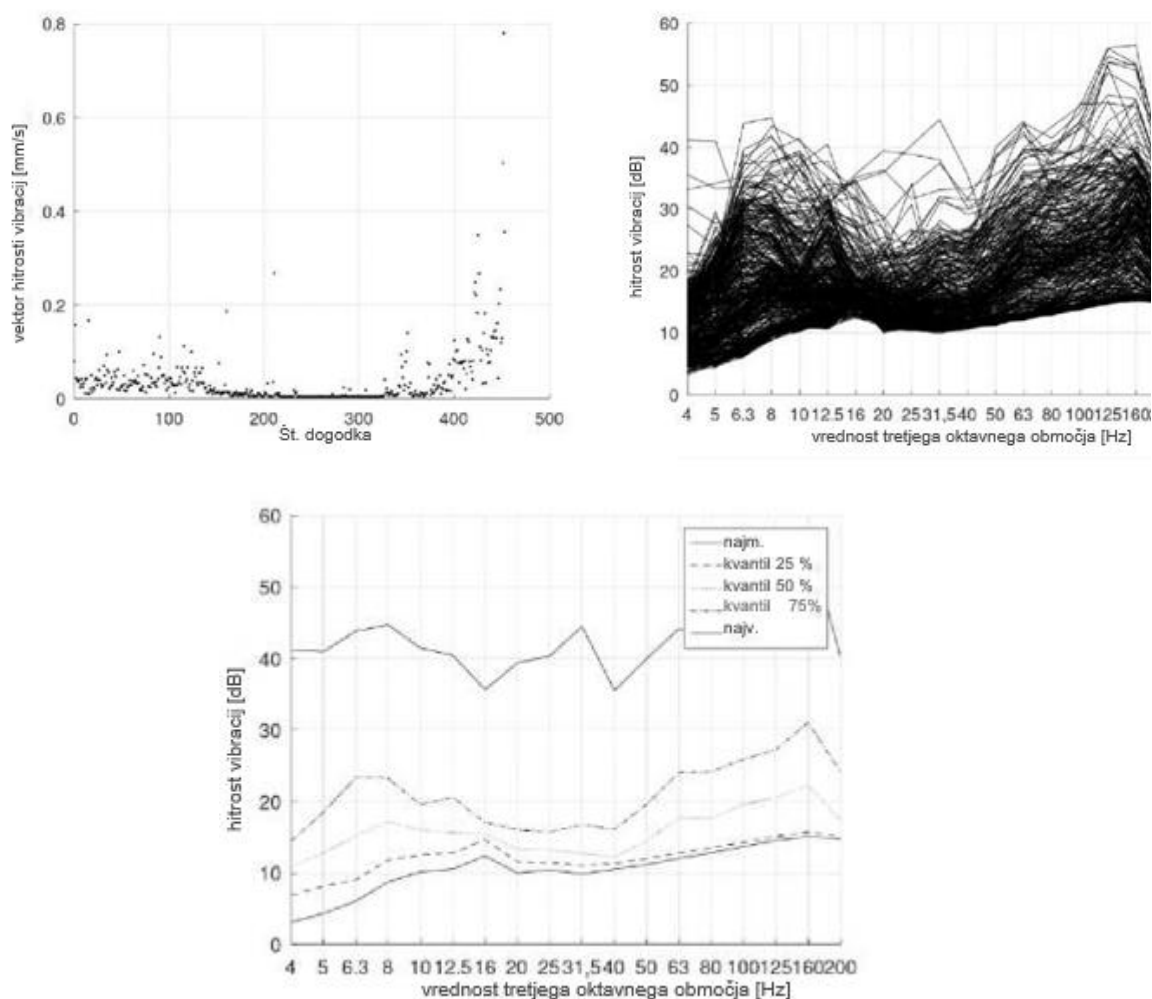 0.8
0.6
0.4
0.2
0
0 100 200 300 400 500
vektor hitrosti vibracij [mm/s]
Št. dogodka
60
50
40
30
20
10
0
4 5 6.3 8 10 12.5 16 20 25 31,5 40 50 63 80 100 125 160
hitrost vibracij [dB]
vrednost tretjega oktavnega območja [Hz]
60
50
40
30
20
10
0
4 5 6.3 8 10 12.5 16 20 25 31,5 40 50 63 80 100 125 160 200
hitrost vibracij [dB]
vrednost tretjega oktavnega območja [Hz]
najm.
kvantil 25 %
kvantil 50 %
kvantil 75%
najv.